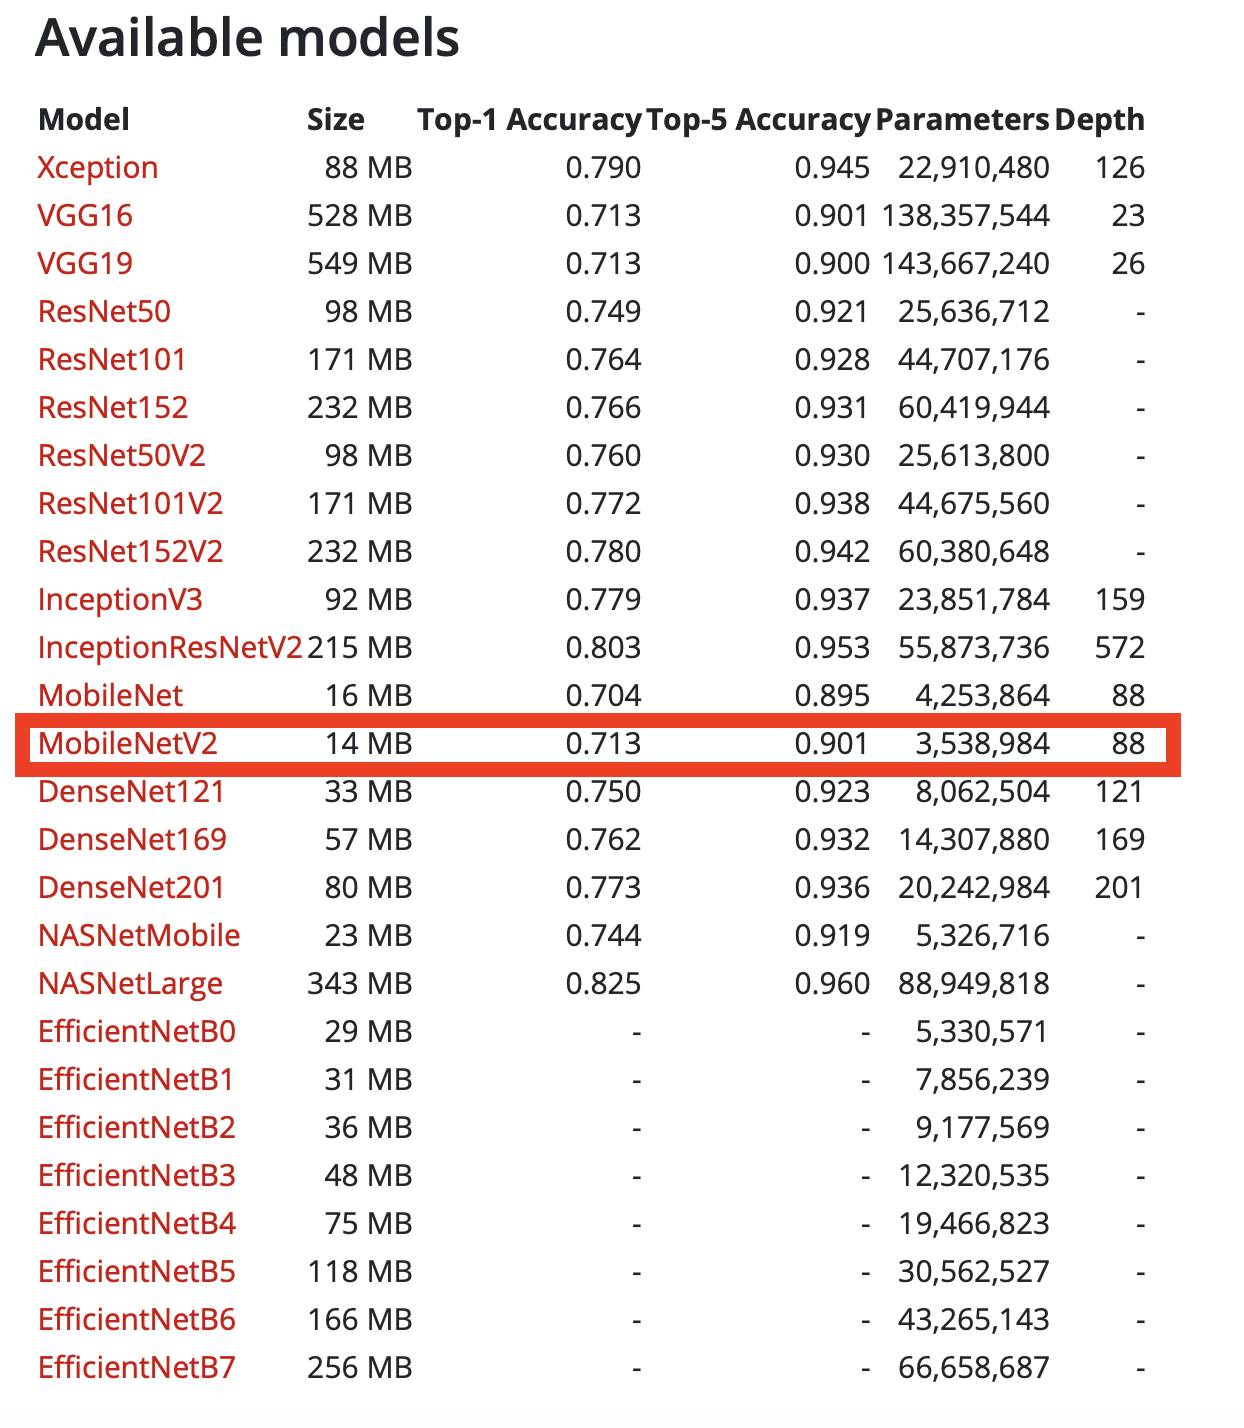 Available models
Model Size Top-1 Accuracy Top-5 Accuracy Parameters Depth
Xception 88 MB 0.790 0.945 22,910,480 126
VGG16 528 MB 0.713 0.901 138,357,544 23
VGG19 549 MB 0.713 0.900 143,667,240 26
ResNet50 98 MB 0.749 0.921 25,636,712 -
ResNet101 171 MB 0.764 0.928 44,707,176 -
ResNet152 232 MB 0.766 0.931 60,419,944 -
ResNet50V2 98 MB 0.760 0.930 25,613,800 -
ResNet101V2 171 MB 0.772 0.938 44,675,560 -
ResNet152V2 232 MB 0.780 0.942 60,380,648 -
InceptionV3 92 MB 0.779 0.937 23,851,784 159
InceptionResNetV2 215 MB 0.803 0.953 55,873,736 572
MobileNet 16 MB 0.704 0.895 4,253,864 88
MobileNetV2 14 MB 0.713 0.901 3,538,984 88
DenseNet121 33 MB 0.750 0.923 8,062,504 121
DenseNet169 57 MB 0.762 0.932 14,307,880 169
DenseNet201 80 MB 0.773 0.936 20,242,984 201
NASNetMobile 23 MB 0.744 0.919 5,326,716 -
NASNetLarge 343 MB 0.825 0.960 88,949,818 -
EfficientNetB0 29 MB - - 5,330,571 -
EfficientNetB1 31 MB - - 7,856,239 -
EfficientNetB2 36 MB - - 9,177,569 -
EfficientNetB3 48 MB - - 12,320,535 -
EfficientNetB4 75 MB - - 19,466,823 -
EfficientNetB5 118 MB - - 30,562,527 -
EfficientNetB6 166 MB - - 43,265,143 -
EfficientNetB7 256 MB - - 66,658,687 -